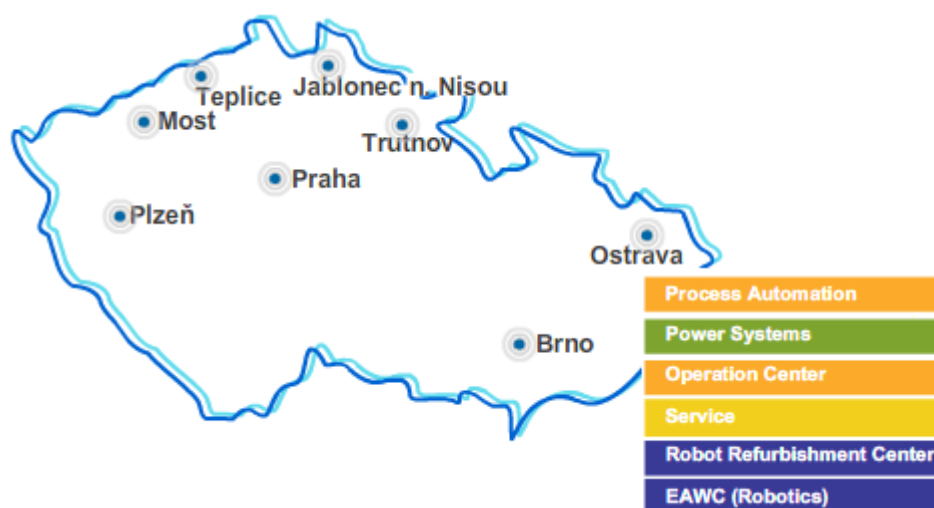 Jablonec n. Nisou
Teplice
Most
Trutnov
Praha
Plzeň
Ostrava
Brno
Process Automation
Power Systems
Operation Center
Service
Robot Refurbishment Center
EAWC (Robotics)